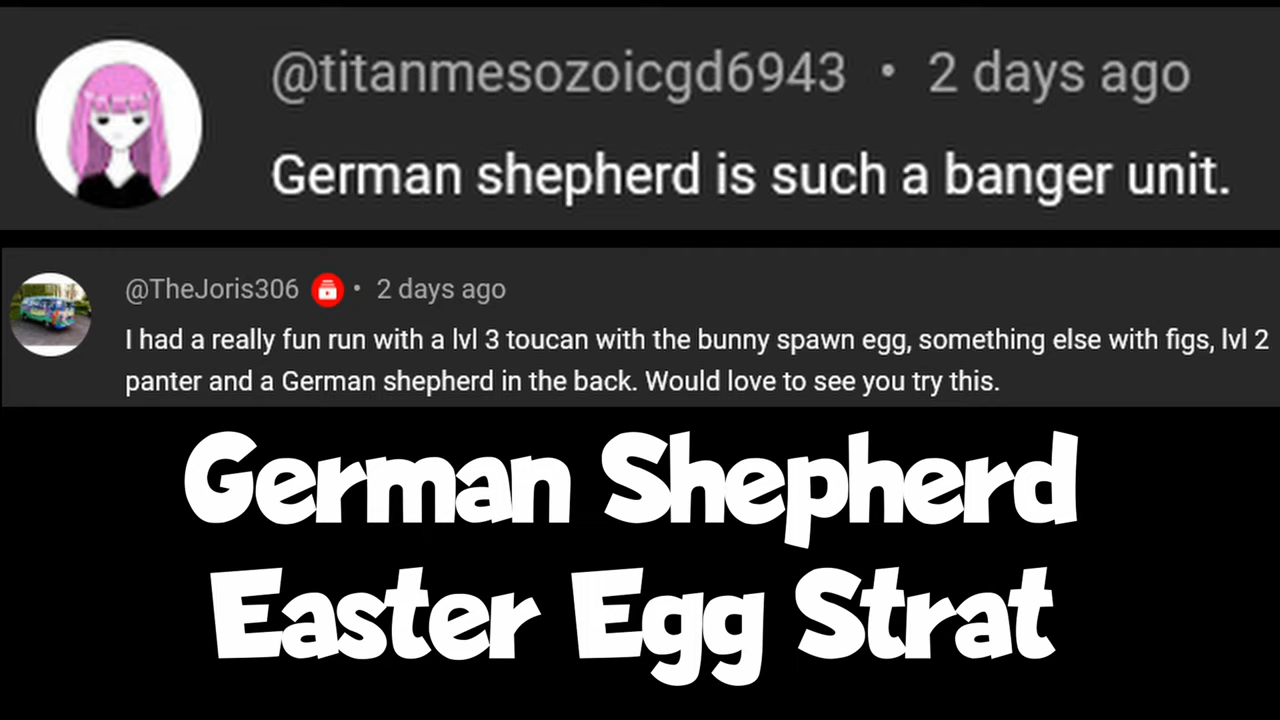 @titanmesozoicgd6943 • 2 days ago
German shepherd is such a banger unit.
@TheJoris306 • 2 days ago
I had a really fun run with a lvl 3 toucan with the bunny spawn egg, something else with figs, lvl 2
panter and a German shepherd in the back. Would love to see you try this.
German Shepherd
Easter Egg Strat